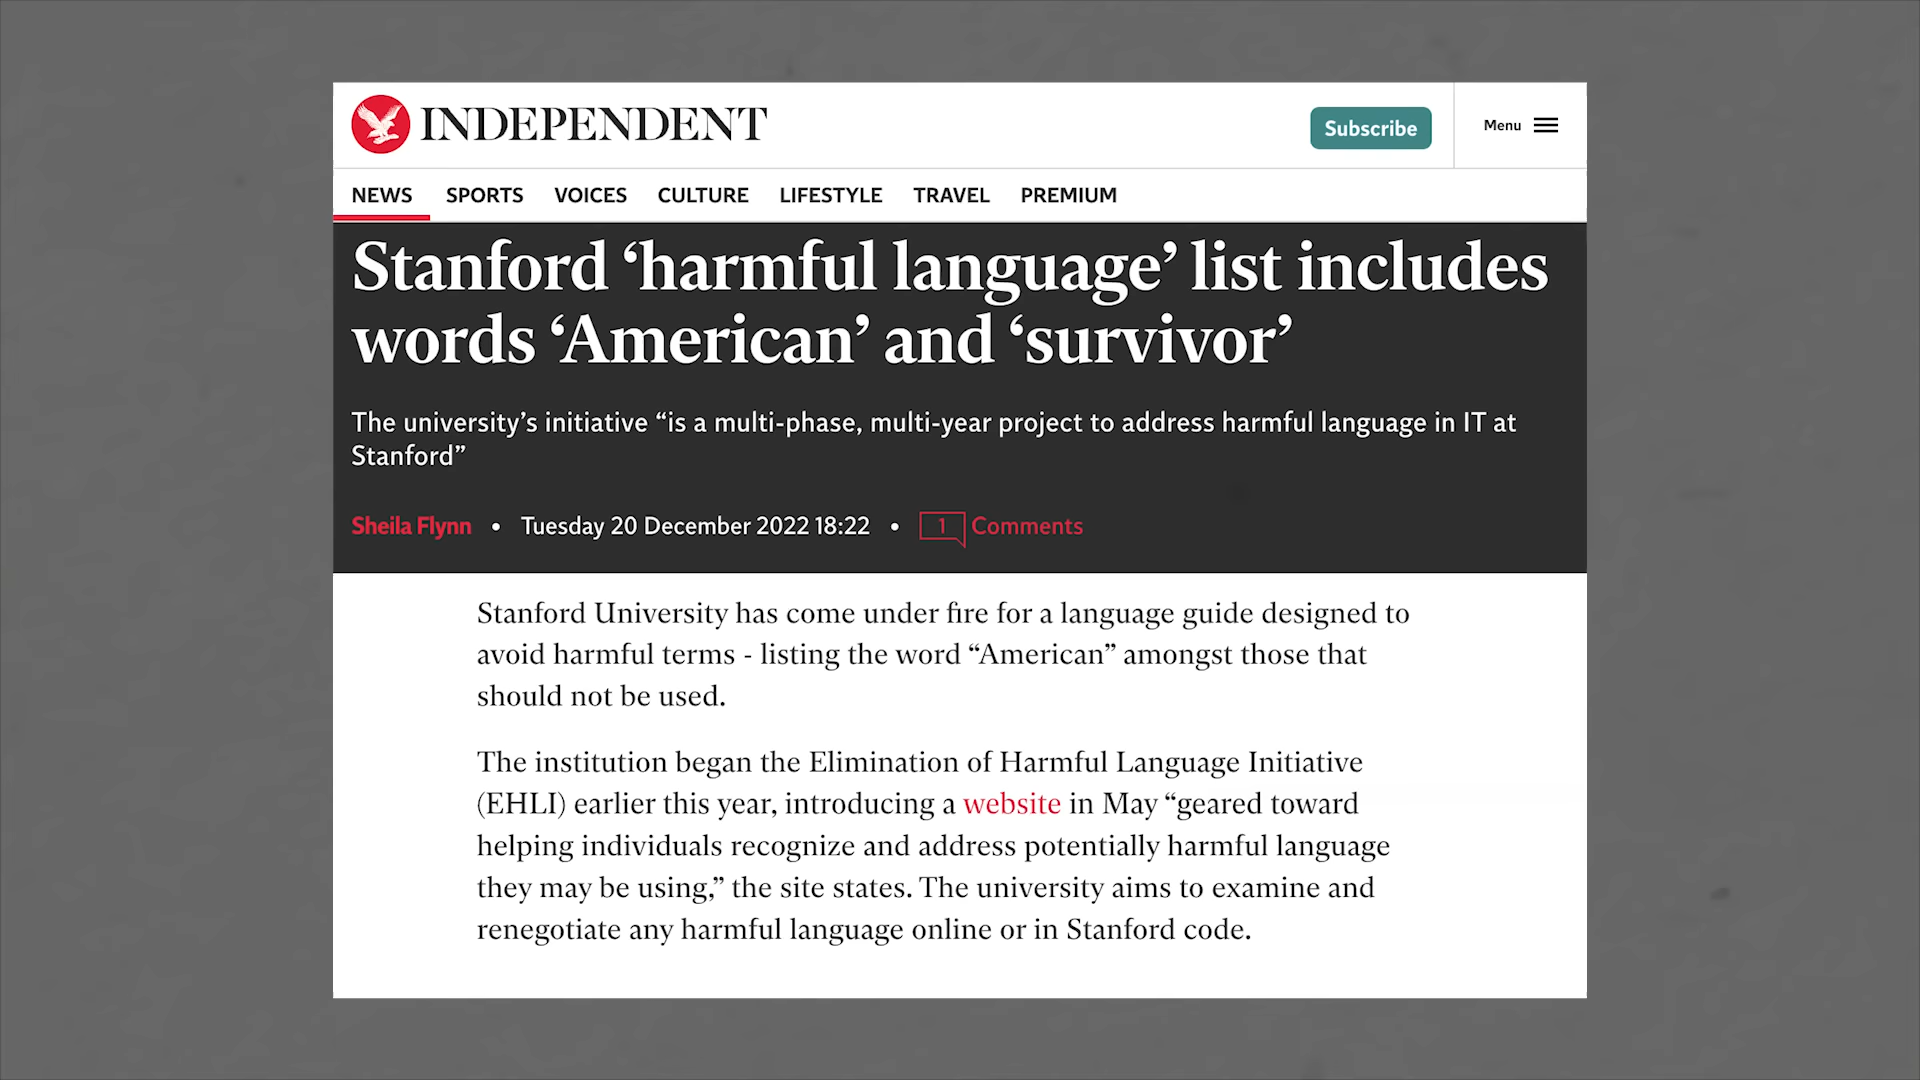 INDEPENDENT
Subscribe
Menu
NEWS SPORTS VOICES CULTURE LIFESTYLE TRAVEL PREMIUM
Stanford ‘harmful language’ list includes
words ‘American’ and ‘survivor’
The university’s initiative “is a multi-phase, multi-year project to address harmful language in IT at
Stanford”
Sheila Flynn • Tuesday 20 December 2022 18:22 • 1 Comments
Stanford University has come under fire for a language guide designed to
avoid harmful terms - listing the word “American” amongst those that
should not be used.
The institution began the Elimination of Harmful Language Initiative
(EHLI) earlier this year, introducing a website in May “geared toward
helping individuals recognize and address potentially harmful language
they may be using,” the site states. The university aims to examine and
renegotiate any harmful language online or in Stanford code.